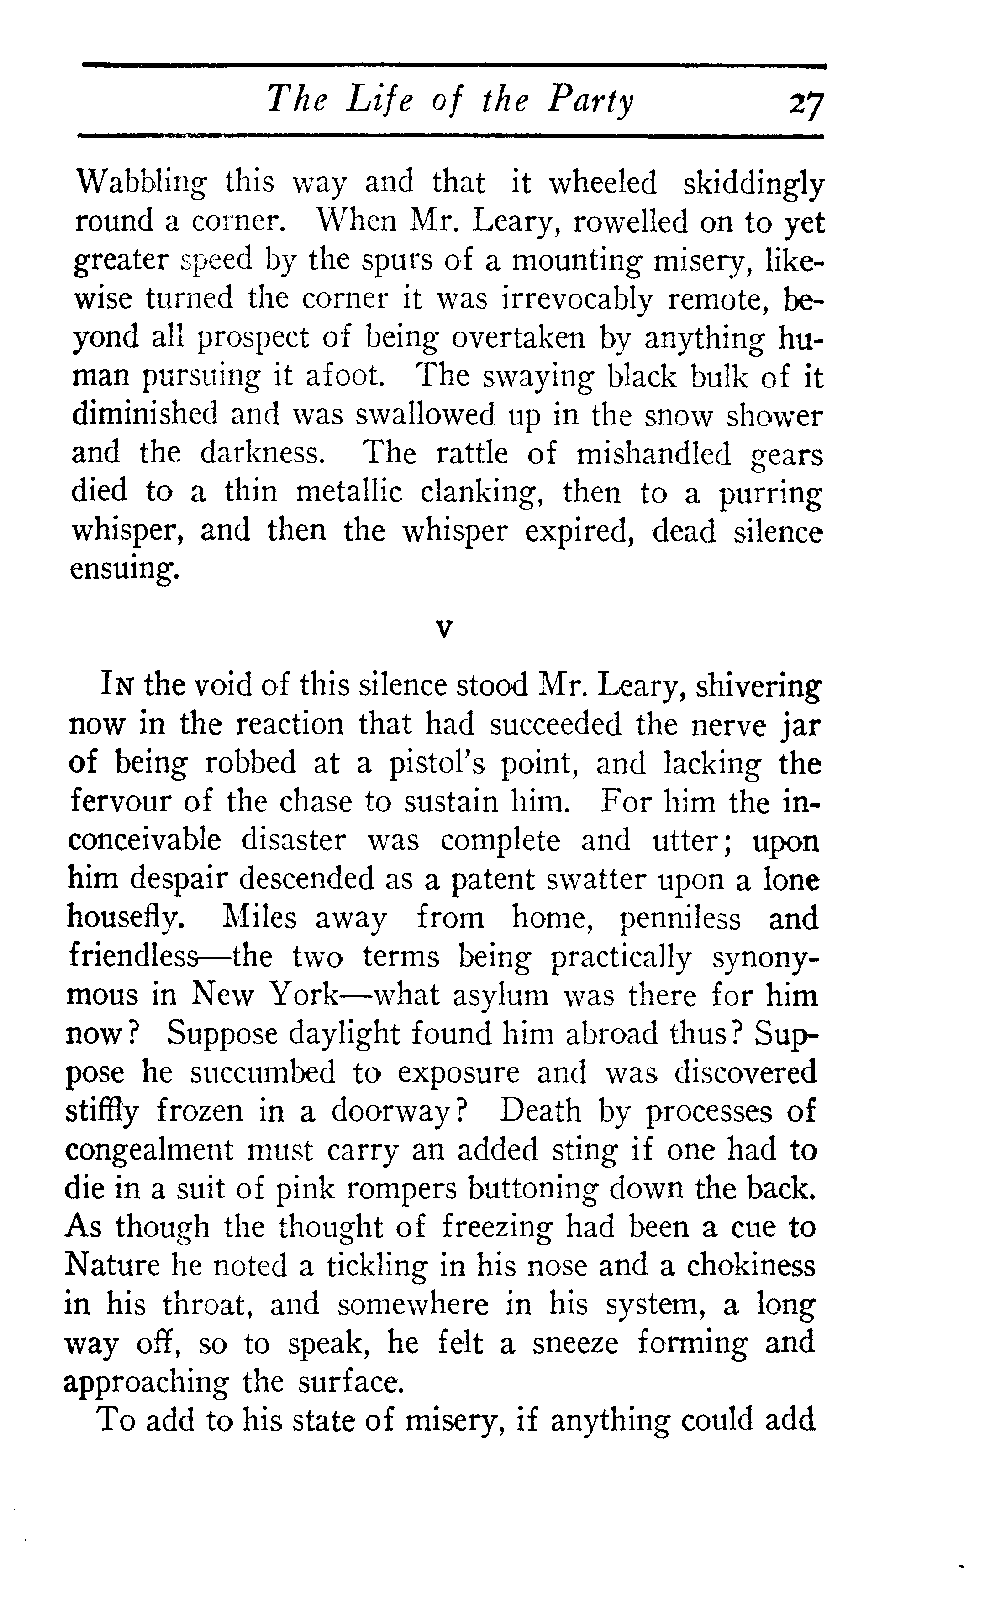 The Life of the Party 27
Wabbling this way and that it wheeled skiddingly
round a corner. When Mr. Leary, rowelled on to yet
greater speed by the spurs of a mounting misery, like-
wise turned the corner it was irrevocably remote, be-
yond all prospect of being overtaken by anything hu-
man pursuing it afoot. The swaying black bulk of it
diminished and was swallowed up in the snow shower
and the darkness. The rattle of mishandled gears
died to a thin metallic clanking, then to a purring
whisper, and then the whisper expired, dead silence
ensuing.
V
IN the void of this silence stood Mr. Leary, shivering
now in the reaction that had succeeded the nerve jar
of being robbed at a pistol's point, and lacking the
fervour of the chase to sustain him. For him the in-
conceivable disaster was complete and utter; upon
him despair descended as a patent swatter upon a lone
housefly. Miles away from home, penniless and
friendless—the two terms being practically synony-
mous in New York—what asylum was there for him
now? Suppose daylight found him abroad thus? Sup-
pose he succumbed to exposure and was discovered
stiffly frozen in a doorway? Death by processes of
congealment must carry an added sting if one had to
die in a suit of pink rompers buttoning down the back.
As though the thought of freezing had been a cue to
Nature he noted a tickling in his nose and a chokiness
in his throat, and somewhere in his system, a long
way off, so to speak, he felt a sneeze forming and
approaching the surface.
To add to his state of misery, if anything could add